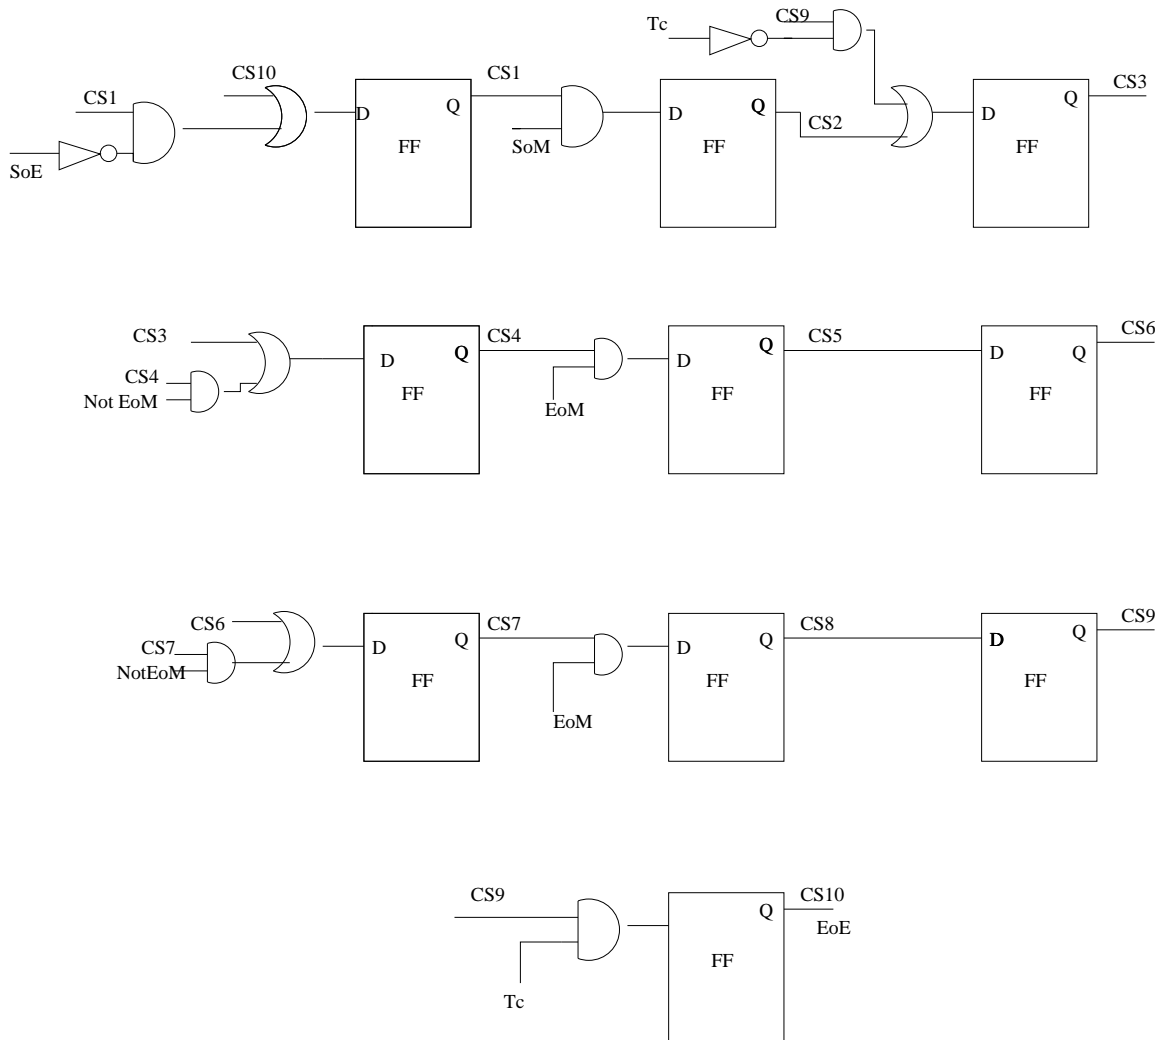 Tc
CS9
CS10
CS1
CS3
CS1
D
Q
D
Q
CS2
D
Q
SoE
FF
SoM
FF
FF
CS3
CS4
CS5
CS6
D
Q
D
Q
D
Q
CS4
Not EoM
FF
EoM
FF
FF
CS6
CS7
CS8
CS9
CS7
D
Q
D
Q
D
Q
NotEoM
FF
EoM
FF
FF
CS9
CS10
Q
EoE
FF
Tc